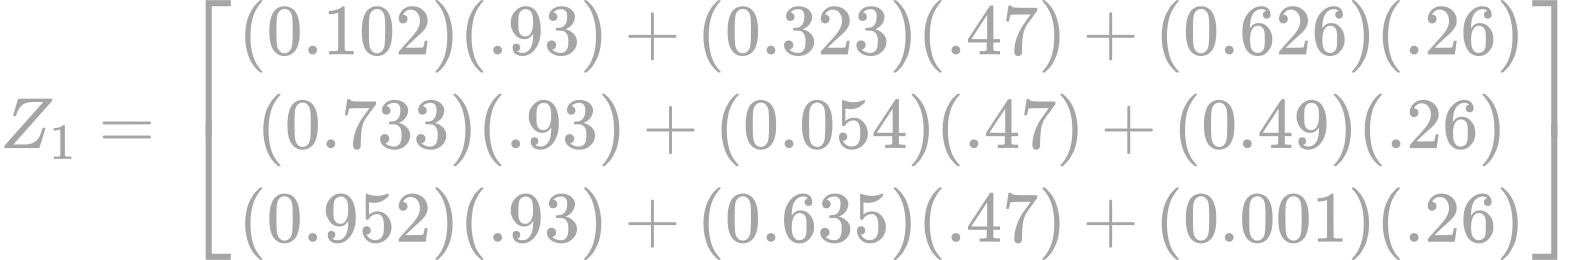 (0.102)(.93) + (0.323)(.47) + (0.626)(.26)
Z₁ = (0.733)(.93) + (0.054)(.47) + (0.49)(.26)
(0.952)(.93) + (0.635)(.47) + (0.001)(.26)